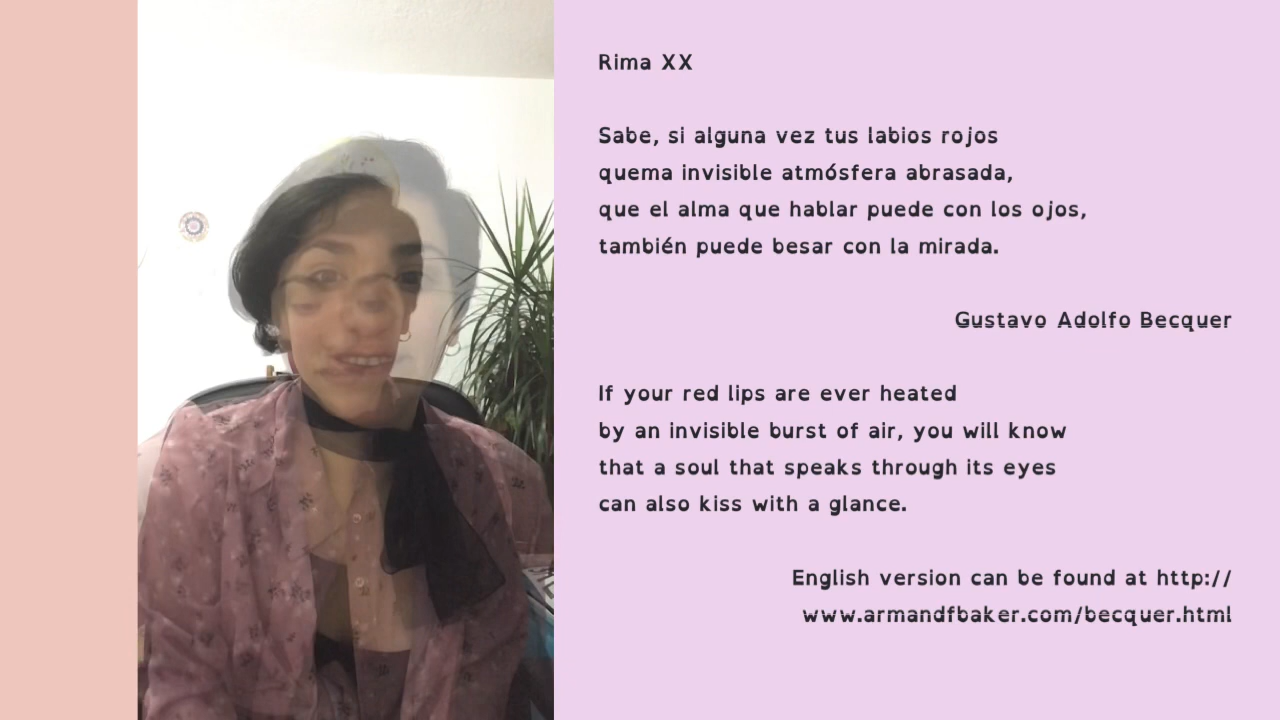 Rima XX
Sabe, si alguna vez tus labios rojos
quema invisible atmósfera abrasada,
que el alma que hablar puede con los ojos,
también puede besar con la mirada.
Gustavo Adolfo Becquer
If your red lips are ever heated
by an invisible burst of air, you will know
that a soul that speaks through its eyes
can also kiss with a glance.
English version can be found at http://
www.armandfbaker.com/becquer.html